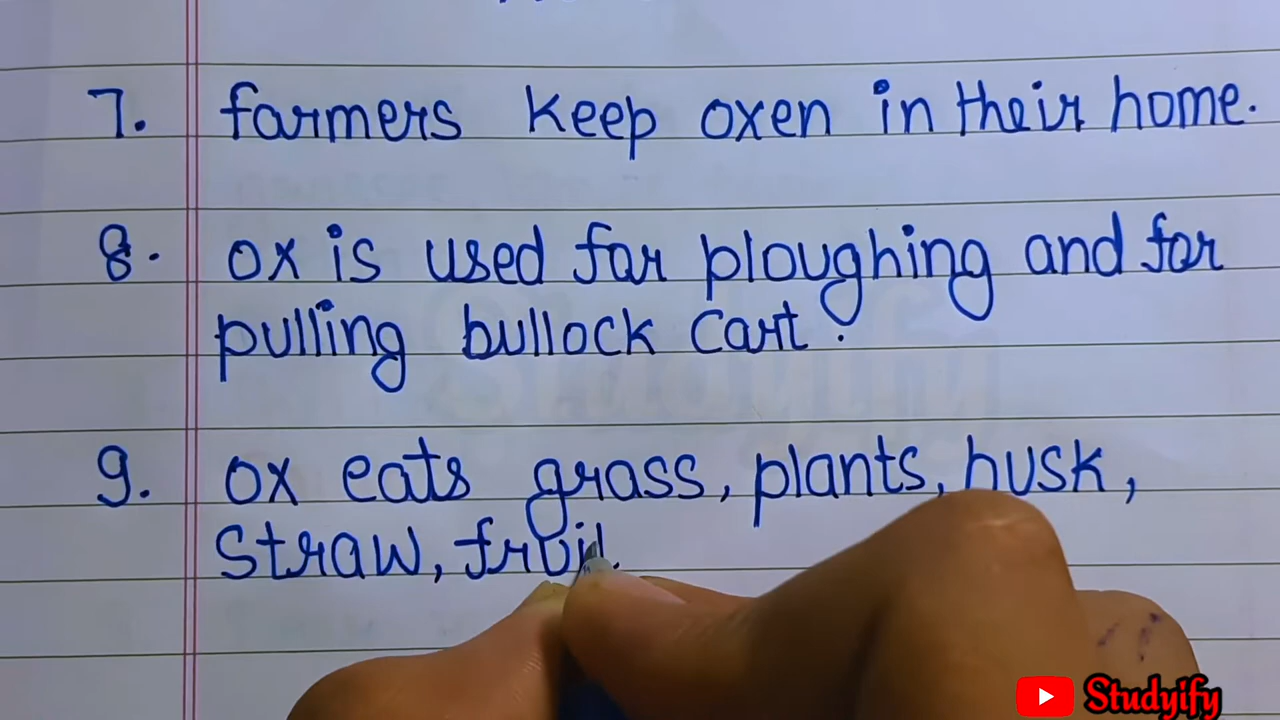 7. farmers keep oxen in their home.
8. ox is used for ploughing and for
pulling bullock cart.
9. ox eats grass, plants, husk,
straw,
Studyify